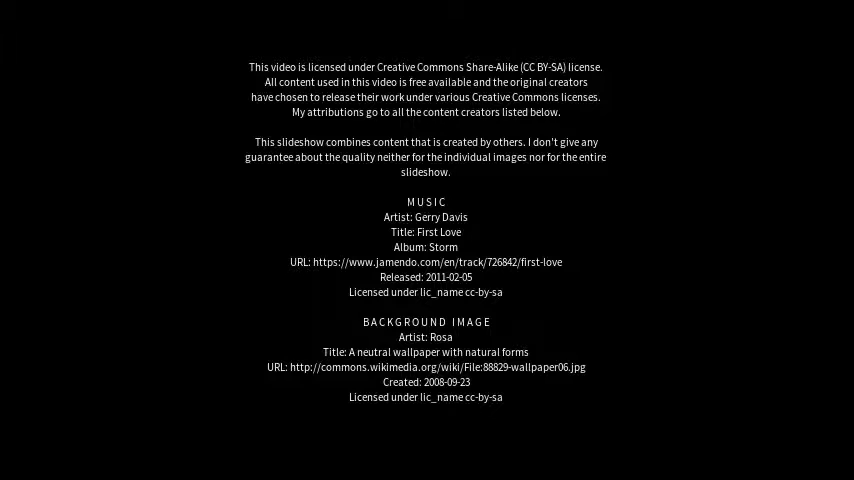 This video is licensed under Creative Commons Share-Alike (CC BY-SA) license.
All content used in this video is free available and the original creators
have chosen to release their work under various Creative Commons licenses.
My attributions go to all the content creators listed below.
This slideshow combines content that is created by others. I don't give any
guarantee about the quality neither for the individual images nor for the entire
slideshow.
MUSIC
Artist: Gerry Davis
Title: First Love
Album: Storm
URL: https://www.jamendo.com/en/track/726842/first-love
Released: 2011-02-05
Licensed under lic_name cc-by-sa
BACKGROUND IMAGE
Artist: Rosa
Title: A neutral wallpaper with natural forms
URL: http://commons.wikimedia.org/wiki/File:88829-wallpaper06.jpg
Created: 2008-09-23
Licensed under lic_name cc-by-sa